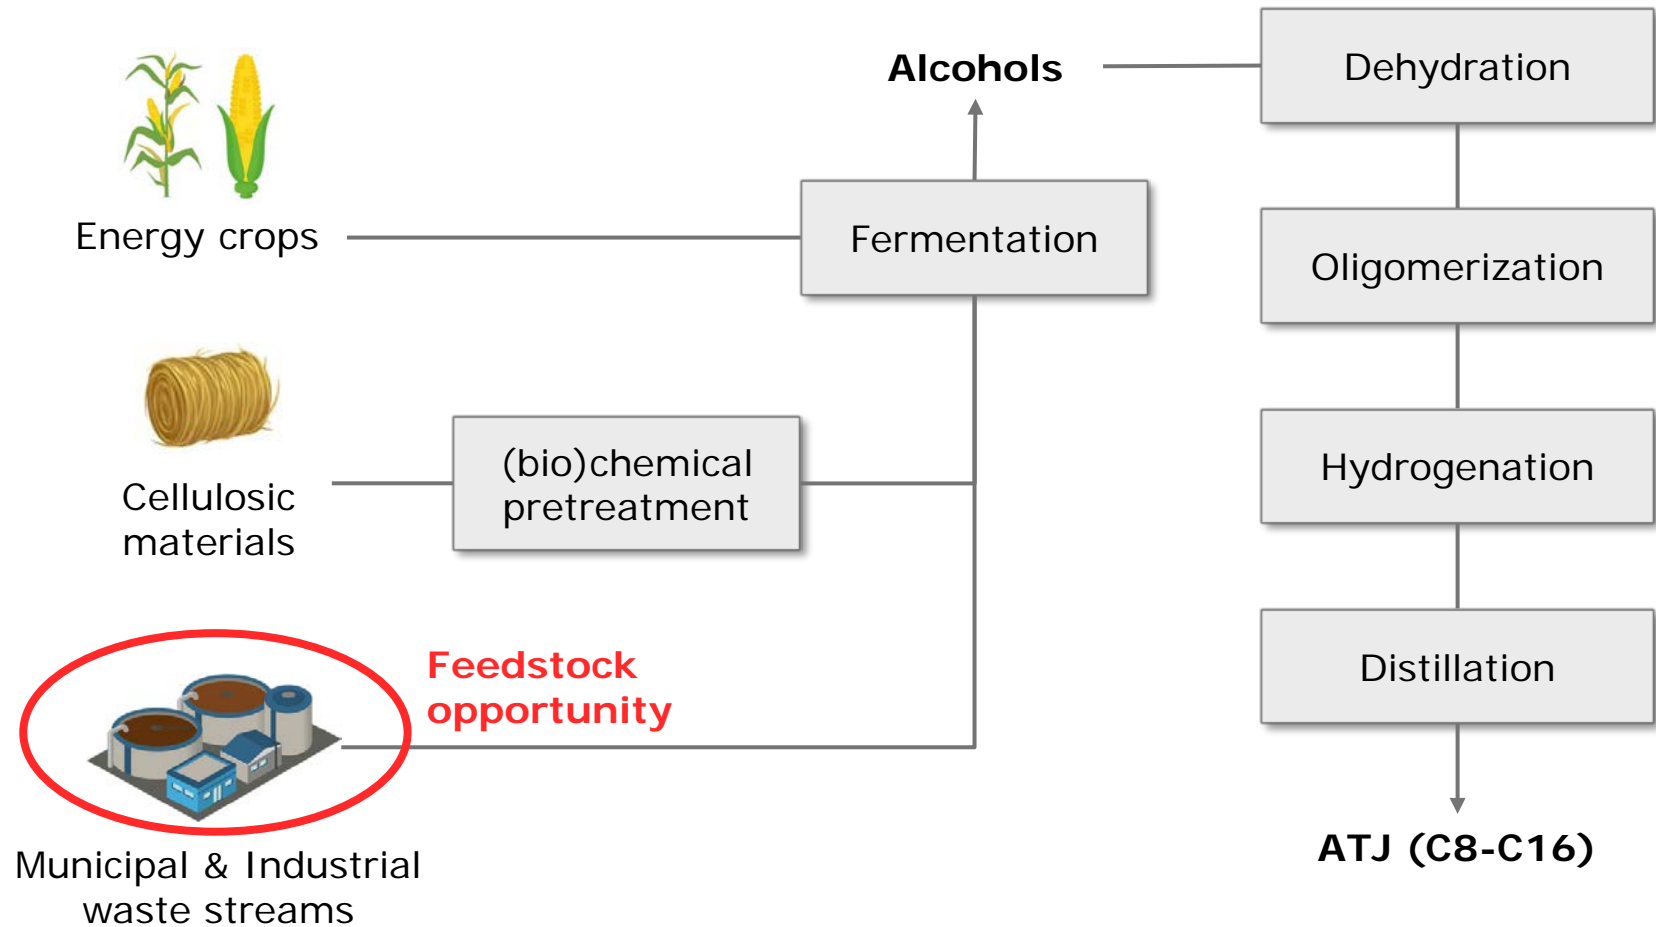 Energy crops
Cellulosic
materials
Municipal & Industrial
waste streams
Feedstock
opportunity
(bio)chemical
pretreatment
Fermentation
Alcohols
Dehydration
Oligomerization
Hydrogenation
Distillation
ATJ (C8-C16)